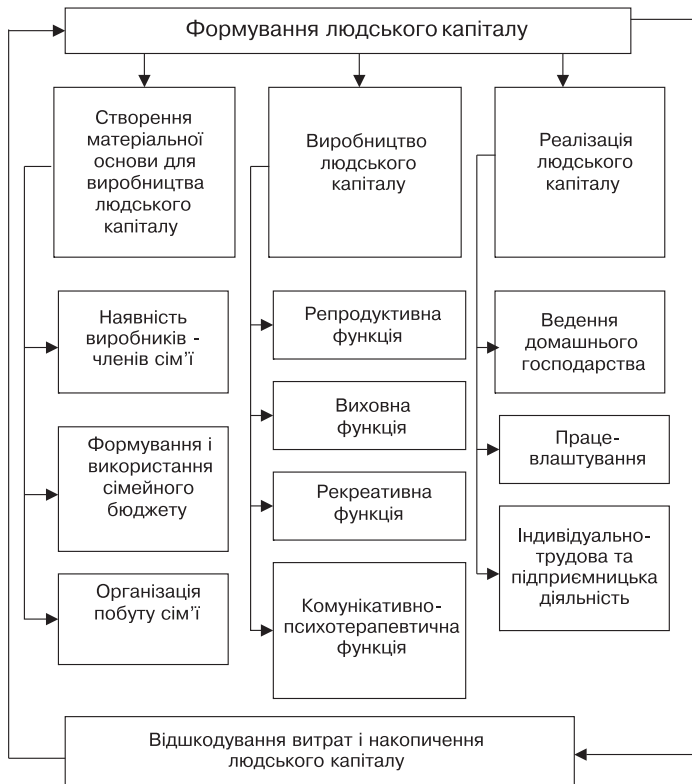 Формування людського капіталу
Створення
матеріальної
основи для
виробництва
людського
капіталу
Виробництво
людського
капіталу
Реалізація
людського
капіталу
Наявність
виробників -
членів сім’ї
Формування і
використання
сімейного
бюджету
Організація
побуту сім’ї
Репродуктивна
функція
Виховна
функція
Рекреативна
функція
Комунікативно-
психотерапевтична
функція
Ведення
домашнього
господарства
Праце-
влаштування
Індивідуально-
трудова та
підприємницька
діяльність
Відшкодування витрат і накопичення
людського капіталу